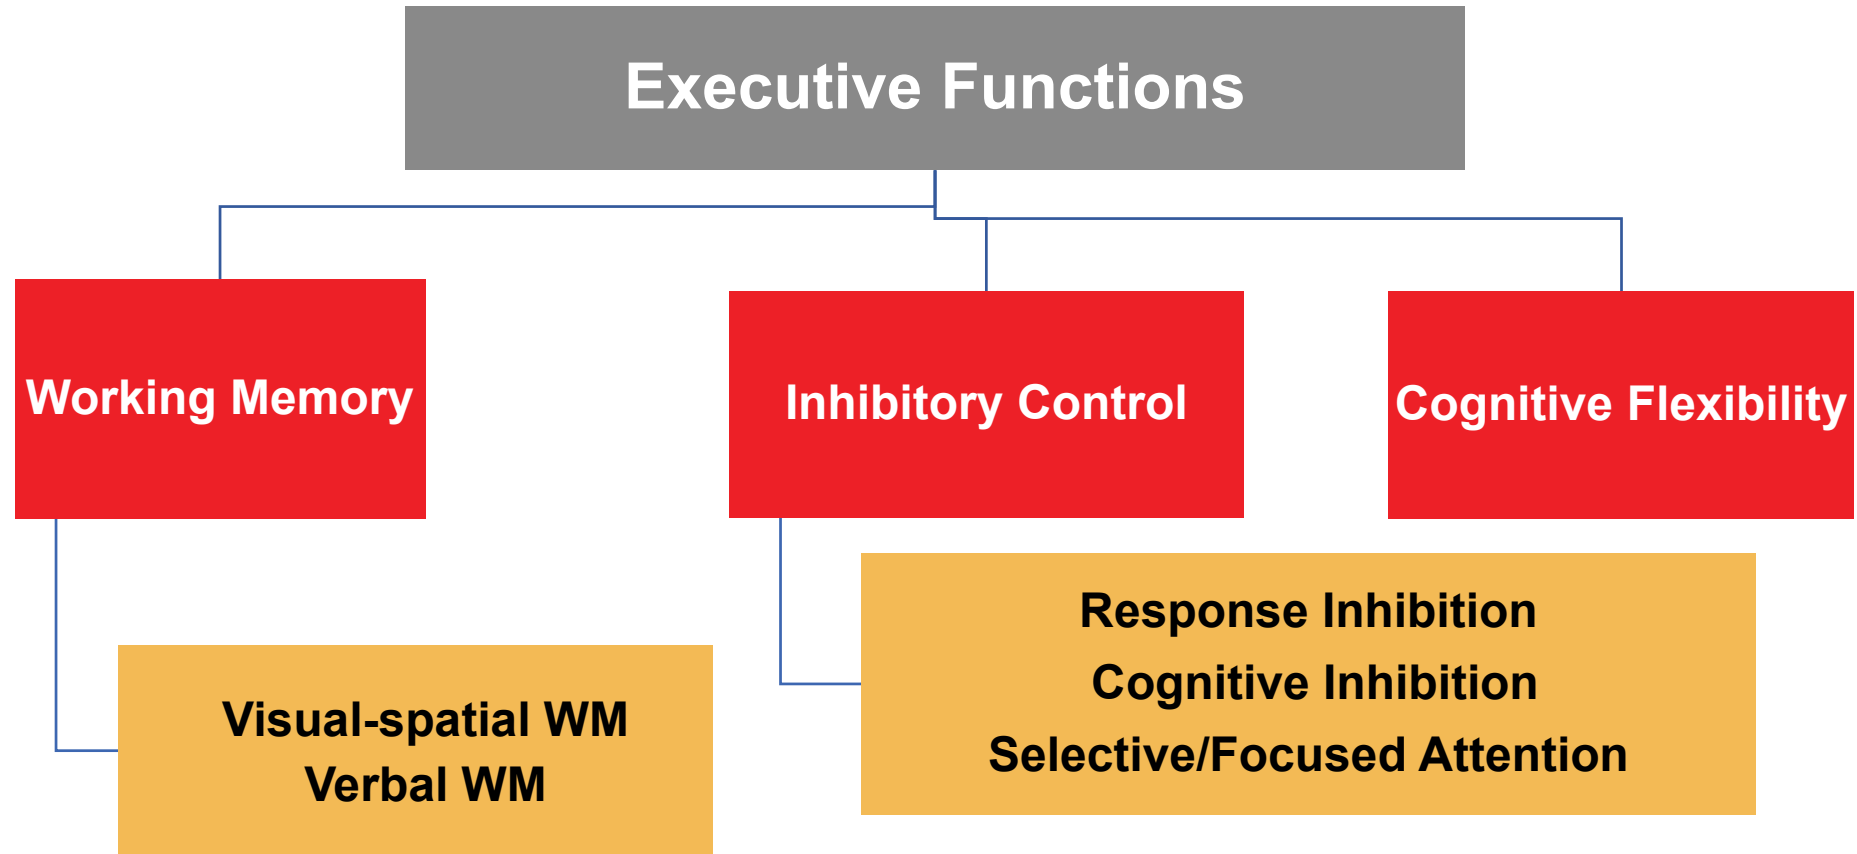 Executive Functions
Working Memory
Inhibitory Control
Cognitive Flexibility
Visual-spatial WM
Verbal WM
Response Inhibition
Cognitive Inhibition
Selective/Focused Attention